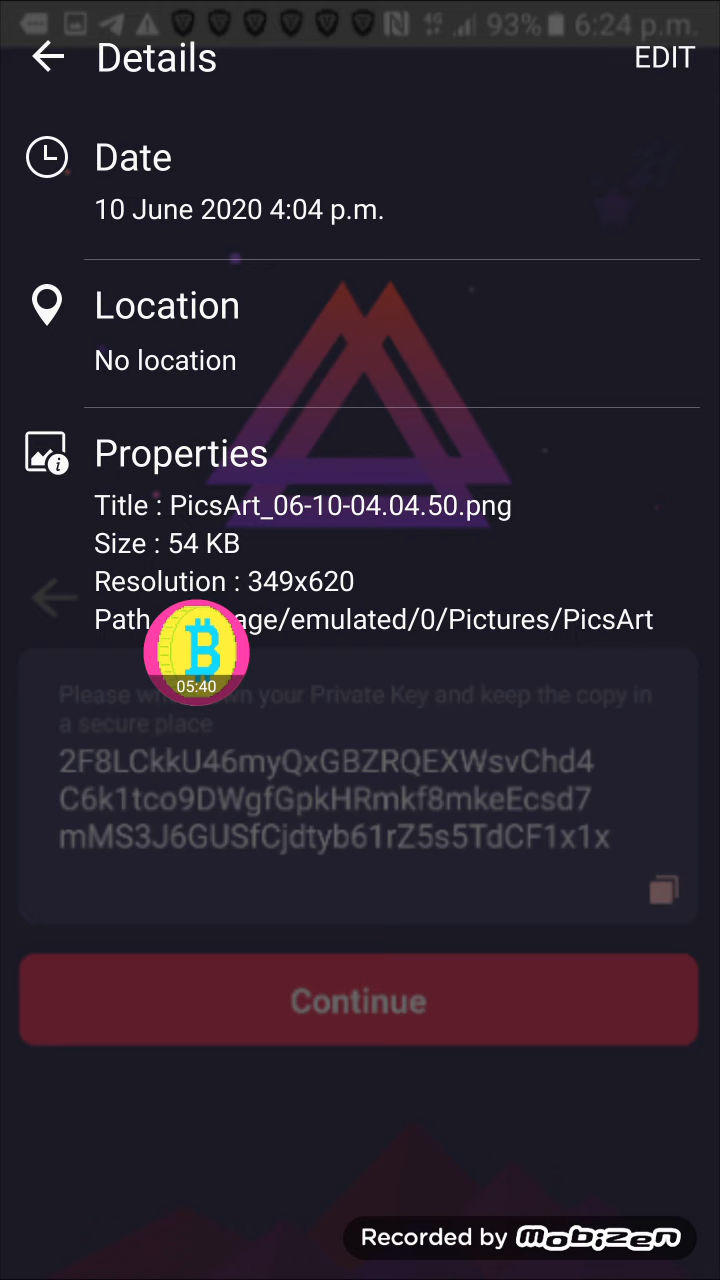 4G 93% 6:24 p.m.
Details EDIT
Date
10 June 2020 4:04 p.m.
Location
No location
Properties
Title : PicsArt_06-10-04.04.50.png
Size : 54 KB
Resolution : 349x620
Path age/emulated/0/Pictures/PicsArt
05:40
Please wn your Private Key and keep the copy in
a secure place
2F8LCkkU46myQxGBZRQEXWsvChd4
C6k1tco9DWgfGpkHRmkf8mkeEcsd7
mMS3J6GUSfCjdtyb61rZ5s5TdCF1x1x
Continue
Recorded by mobizen